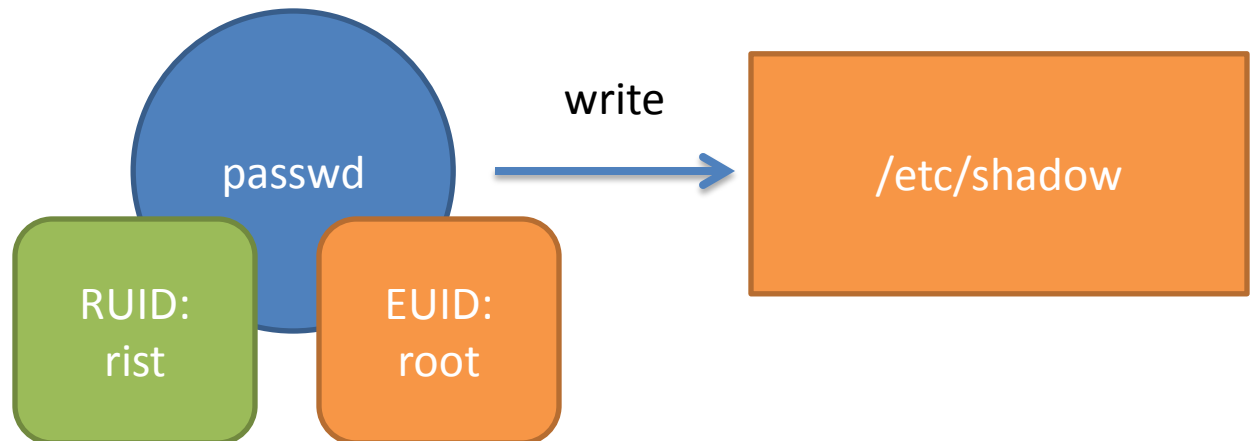 write
passwd
/etc/shadow
RUID:
rist
EUID:
root